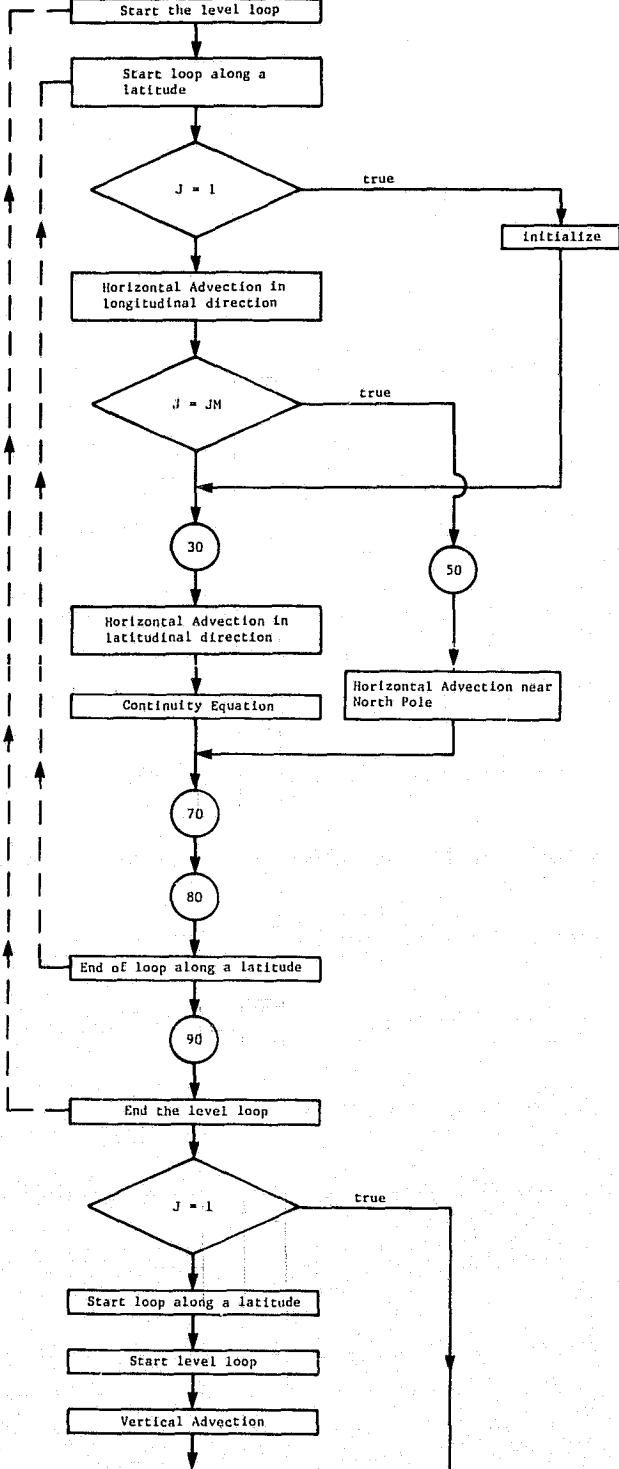 Start the level loop
Start loop along a
latitude
J = 1
true
initialize
Horizontal Advection in
longitudinal direction
J = JM
true
30
50
Horizontal Advection in
latitudinal direction
Horizontal Advection near
North Pole
Continuity Equation
70
80
End of loop along a latitude
90
End the level loop
J = 1
true
Start loop along a latitude
Start level loop
Vertical Advection